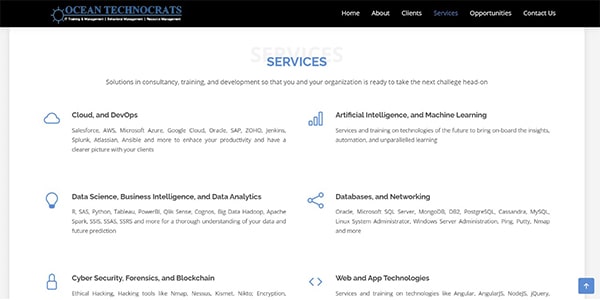 OCEAN TECHNOCRATS
IT Training & Management | Behavioral Management | Resource Management
Home About Clients Services Opportunities Contact Us
SERVICES
SERVICES
Solutions in consultancy, training, and development so that you and your organization is ready to take the next challege head-on
Cloud, and DevOps
Salesforce, AWS, Microsoft Azure, Google Cloud, Oracle, SAP, ZOHO, Jenkins,
Splunk, Atlassian, Ansible and more to enhace your productivity and have a
clearer picture with your clients
Artificial Intelligence, and Machine Learning
Services and training on technologies of the future to bring on-board the insights,
automation, and unparallelled learning
Data Science, Business Intelligence, and Data Analytics
R, SAS, Python, Tableau, PowerBI, Qlik Sense, Cognos, Big Data Hadoop, Apache
Spark, SSIS, SSAS, SSRS and more for a thorough understanding of your data and
future prediction
Databases, and Networking
Oracle, Microsoft SQL Server, MongoDB, DB2, PostgreSQL, Cassandra, MySQL,
Linux System Administrator, Windows Server Administration, Ping, Putty, Nmap
and more
Cyber Security, Forensics, and Blockchain
Ethical Hacking, Hacking tools like Nmap, Nessus, Kismet, Nikto; Encryption,
Web and App Technologies
Services and training on technologies like Angular, AngularJS, NodeJS, jQuery,